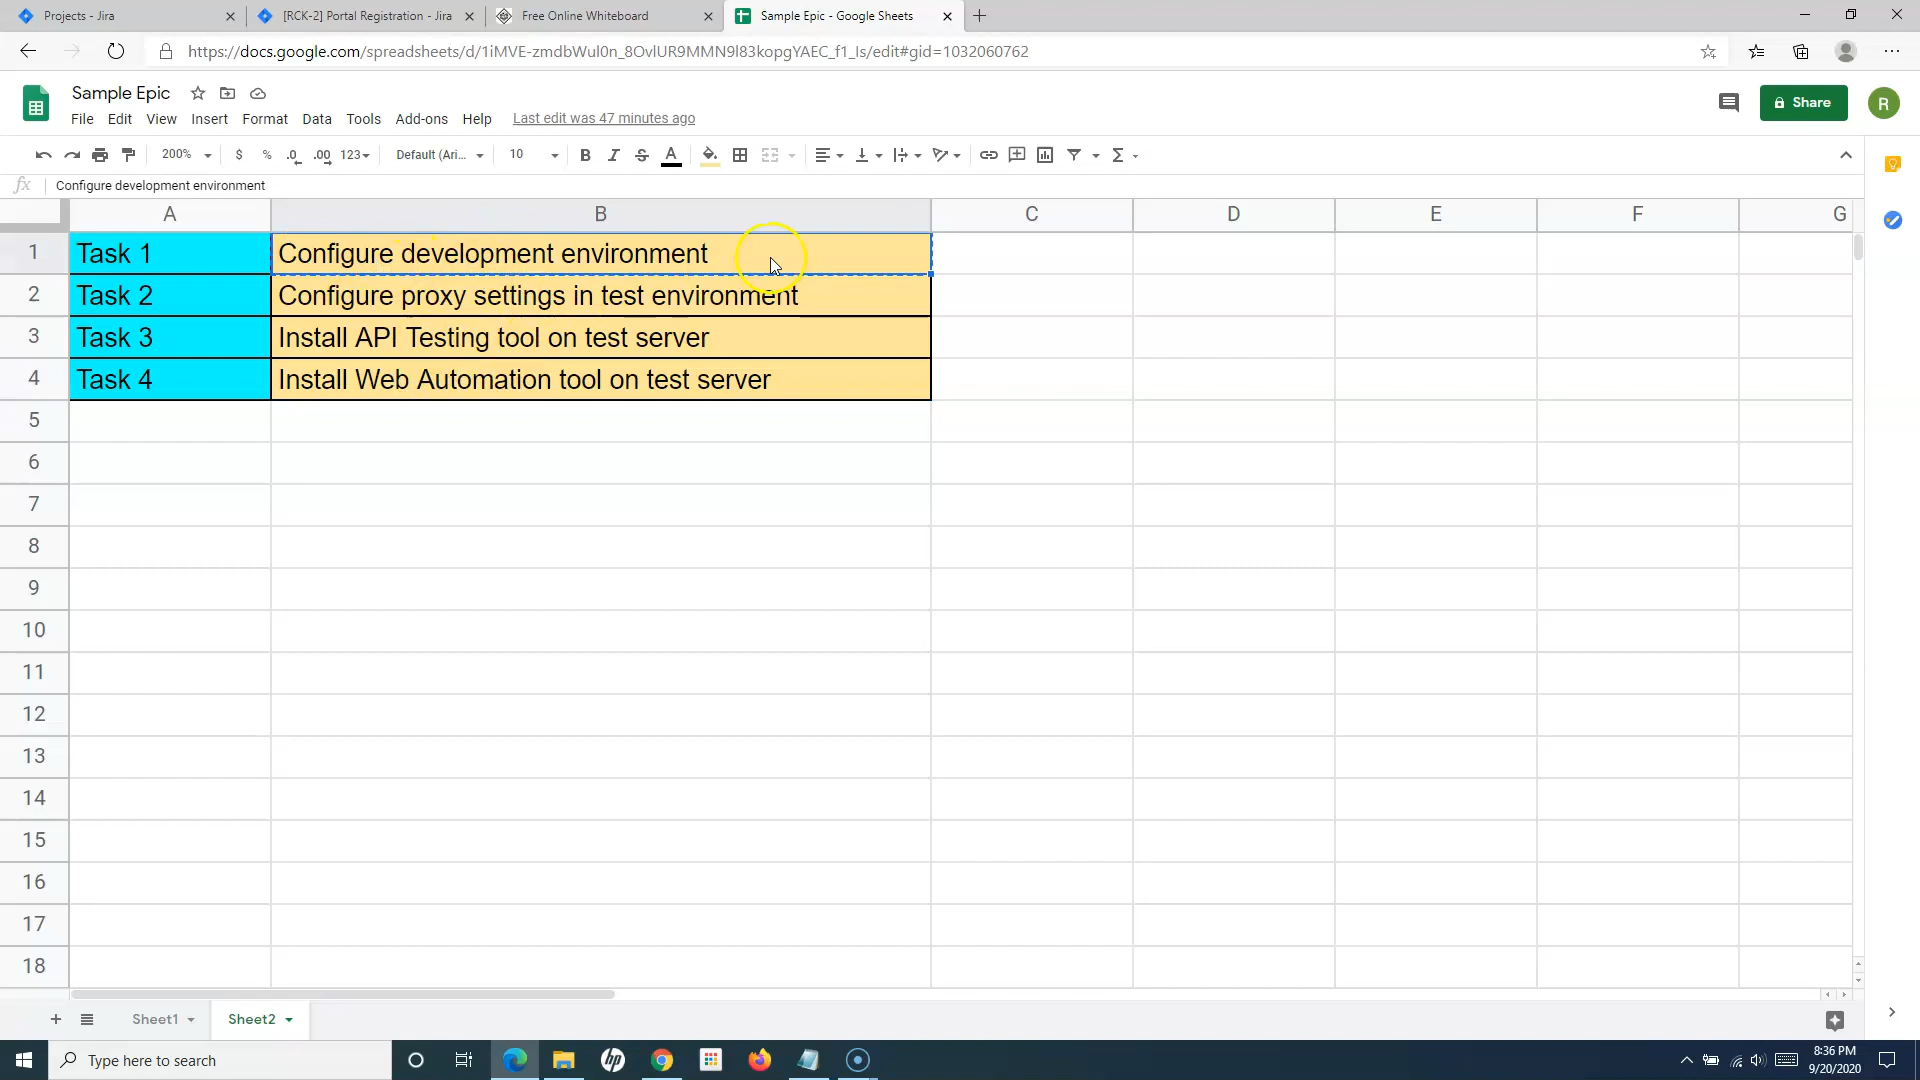 Projects - Jira
[RCK-2] Portal Registration - Jira
Free Online Whiteboard
Sample Epic - Google Sheets
https://docs.google.com/spreadsheets/d/1iMVE-zmdbWul0n_8OvlUR9MMN9l83kopgYAEC_f1_Is/edit#gid=1032060762
Sample Epic
Share
R
File Edit View Insert Format Data Tools Add-ons Help Last edit was 47 minutes ago
200% $ % .0 .00 123 Default (Ari... 10 B I S A Σ
fx Configure development environment
A B C D E F G
1 Task 1 Configure development environment
2 Task 2 Configure proxy settings in test environment
3 Task 3 Install API Testing tool on test server
4 Task 4 Install Web Automation tool on test server
5
6
7
8
9
10
11
12
13
14
15
16
17
18
Sheet1 Sheet2
Type here to search
hp
8:36 PM
9/20/2020